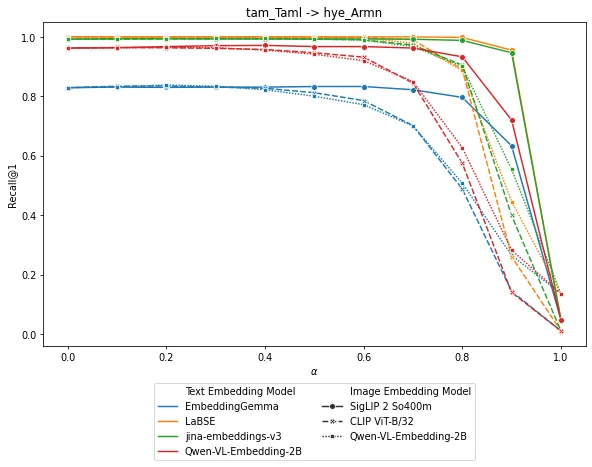 tam_Taml -> hye_Armn
Recall@1
1.0
0.8
0.6
0.4
0.2
0.0
0.0 0.2 0.4 0.6 0.8 1.0
α
Text Embedding Model
EmbeddingGemma
LaBSE
jina-embeddings-v3
Qwen-VL-Embedding-2B
Image Embedding Model
SigLIP 2 So400m
CLIP ViT-B/32
Qwen-VL-Embedding-2B